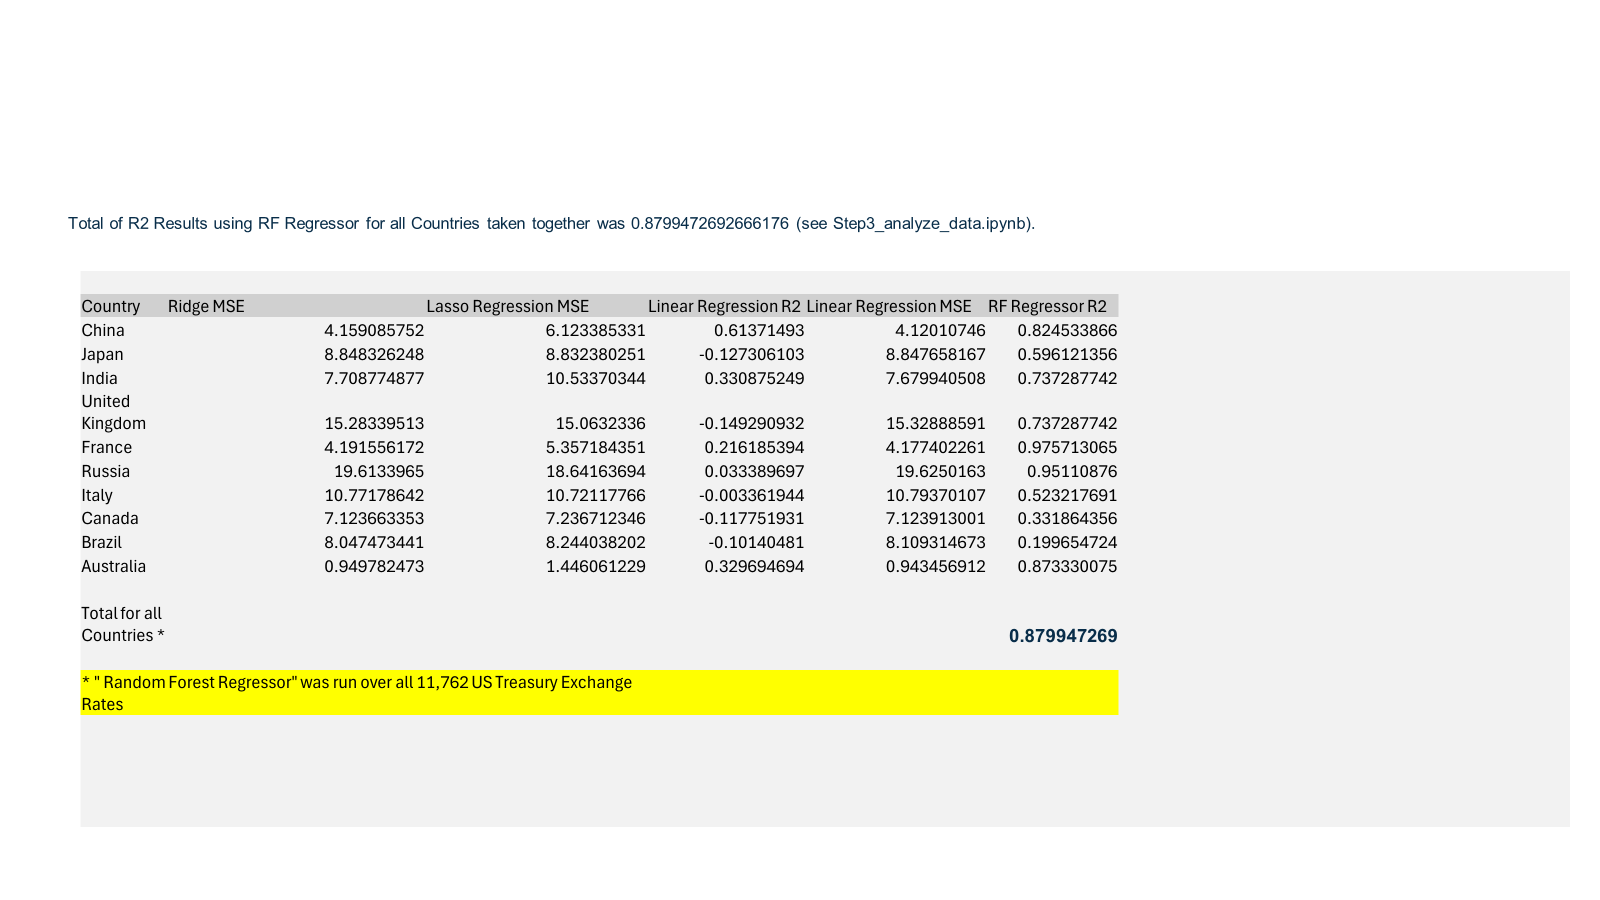 Total of R2 Results using RF Regressor for all Countries taken together was 0.8799472692666176 (see Step3_analyze_data.ipynb).
Country Ridge MSE Lasso Regression MSE Linear Regression R2 Linear Regression MSE RF Regressor R2
China 4.159085752 6.123385331 0.61371493 4.12010746 0.824533866
Japan 8.848326248 8.832380251 -0.127306103 8.847658167 0.596121356
India 7.708774877 10.53370344 0.330875249 7.679940508 0.737287742
United
Kingdom 15.28339513 15.0632336 -0.149290932 15.32888591 0.737287742
France 4.191556172 5.357184351 0.216185394 4.177402261 0.975713065
Russia 19.6133965 18.64163694 0.033389697 19.6250163 0.95110876
Italy 10.77178642 10.72117766 -0.003361944 10.79370107 0.523217691
Canada 7.123663353 7.236712346 -0.117751931 7.123913001 0.331864356
Brazil 8.047473441 8.244038202 -0.10140481 8.109314673 0.199654724
Australia 0.949782473 1.446061229 0.329694694 0.943456912 0.873330075
Total for all
Countries * 0.879947269
* " Random Forest Regressor" was run over all 11,762 US Treasury Exchange
Rates